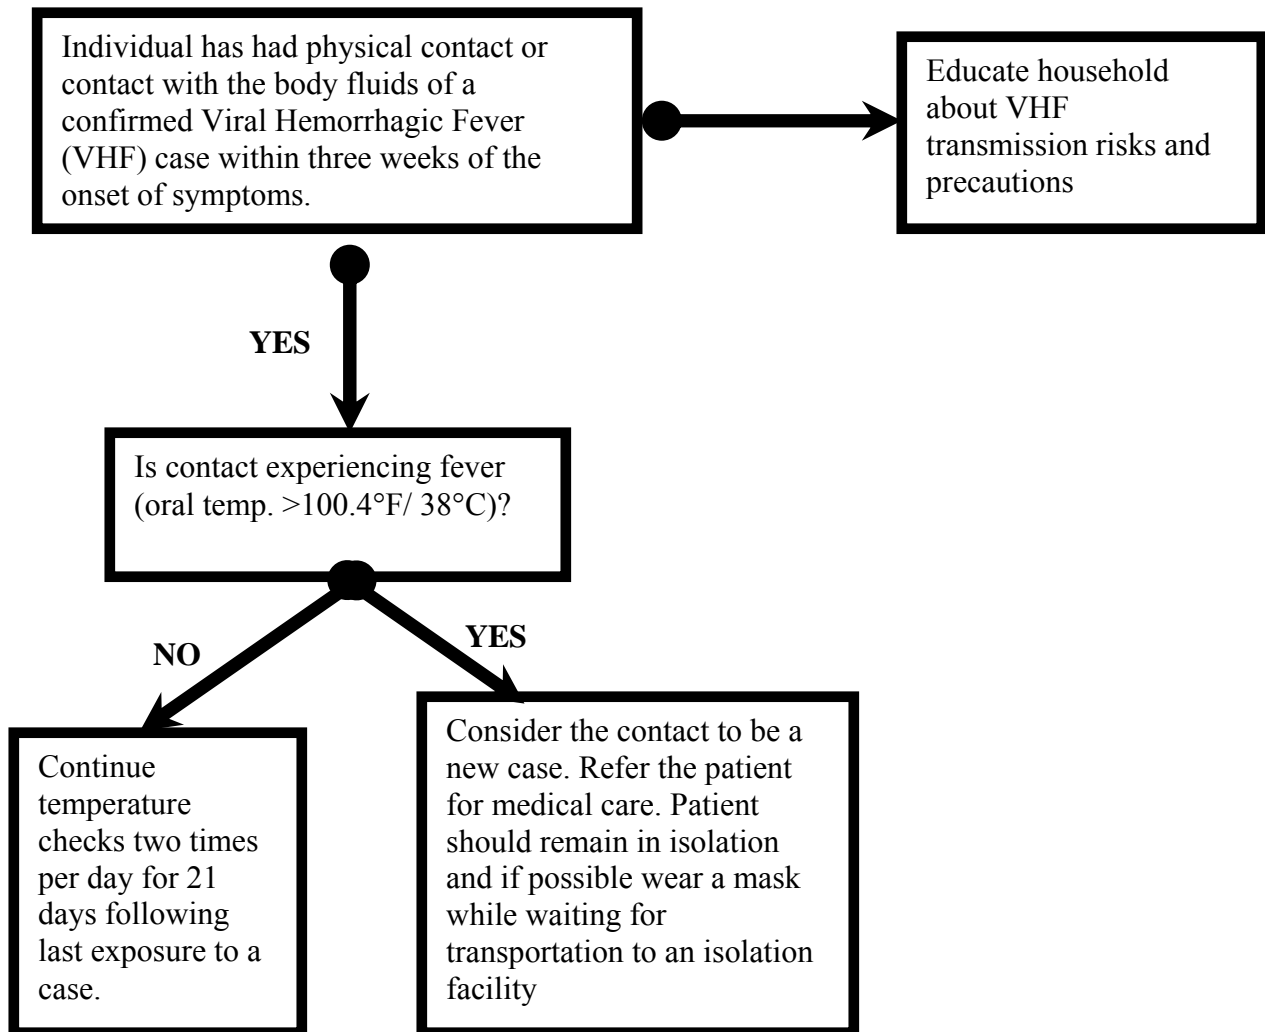 Individual has had physical contact or
contact with the body fluids of a
confirmed Viral Hemorrhagic Fever
(VHF) case within three weeks of the
onset of symptoms.
Educate household
about VHF
transmission risks and
precautions
YES
Is contact experiencing fever
(oral temp. >100.4°F/ 38°C)?
NO
YES
Continue
temperature
checks two times
per day for 21
days following
last exposure to a
case.
Consider the contact to be a
new case. Refer the patient
for medical care. Patient
should remain in isolation
and if possible wear a mask
while waiting for
transportation to an isolation
facility